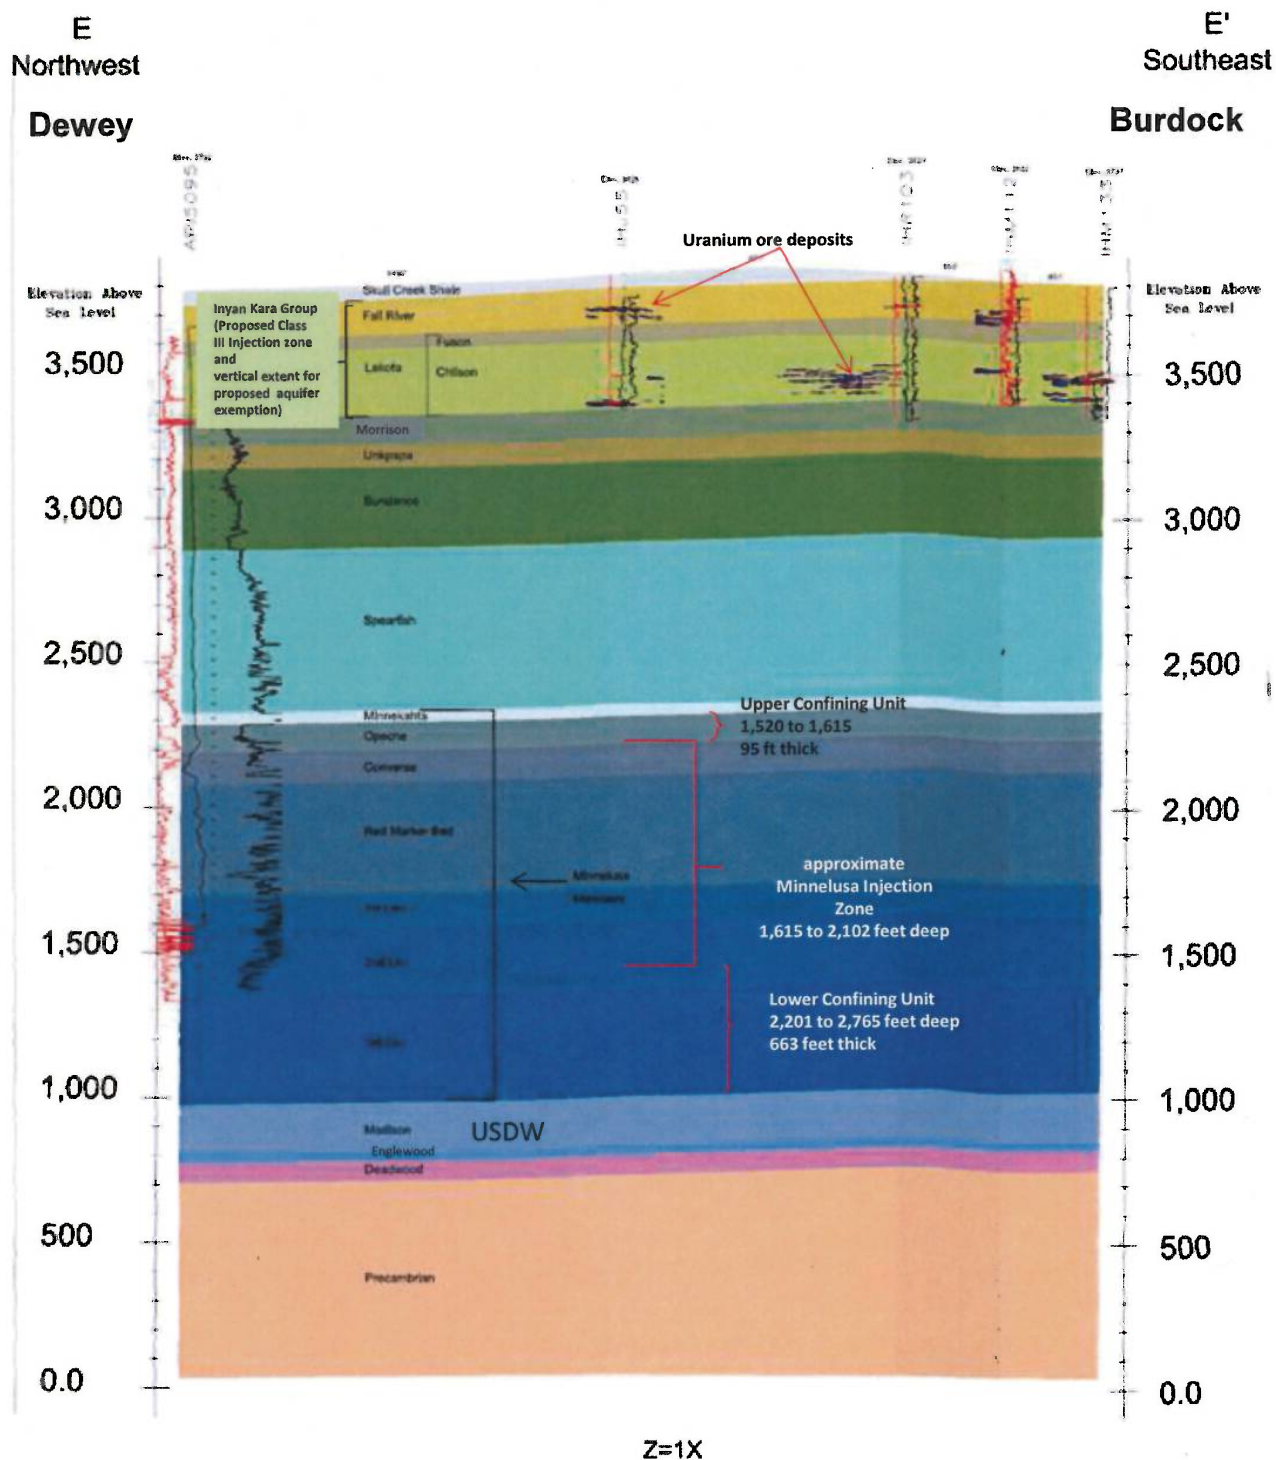 E
Northwest
Dewey
E'
Southeast
Burdock
Uranium ore deposits
Elevation Above
Sea Level
Elevation Above
Sea Level
Skull Creek Shale
Inyan Kara Group
(Proposed Class
III Injection zone
and
vertical extent for
proposed aquifer
exemption)
Fall River
Fuson
Lakota
Chilson
Morrison
Unkpapa
Sundance
Spearfish
Minnekahta
Opeche
Converse
Red Marker Bed
Minnelusa
Upper Confining Unit
1,520 to 1,615
95 ft thick
approximate
Minnelusa Injection
Zone
1,615 to 2,102 feet deep
Lower Confining Unit
2,201 to 2,765 feet deep
663 feet thick
Madison
USDW
Englewood
Deadwood
Precambrian
3,500
3.000
2,500
2,000
1,500
1,000
500
0.0
3,500
3,000
2,500
2,000
1,500
1,000
500
0.0
Z=1X